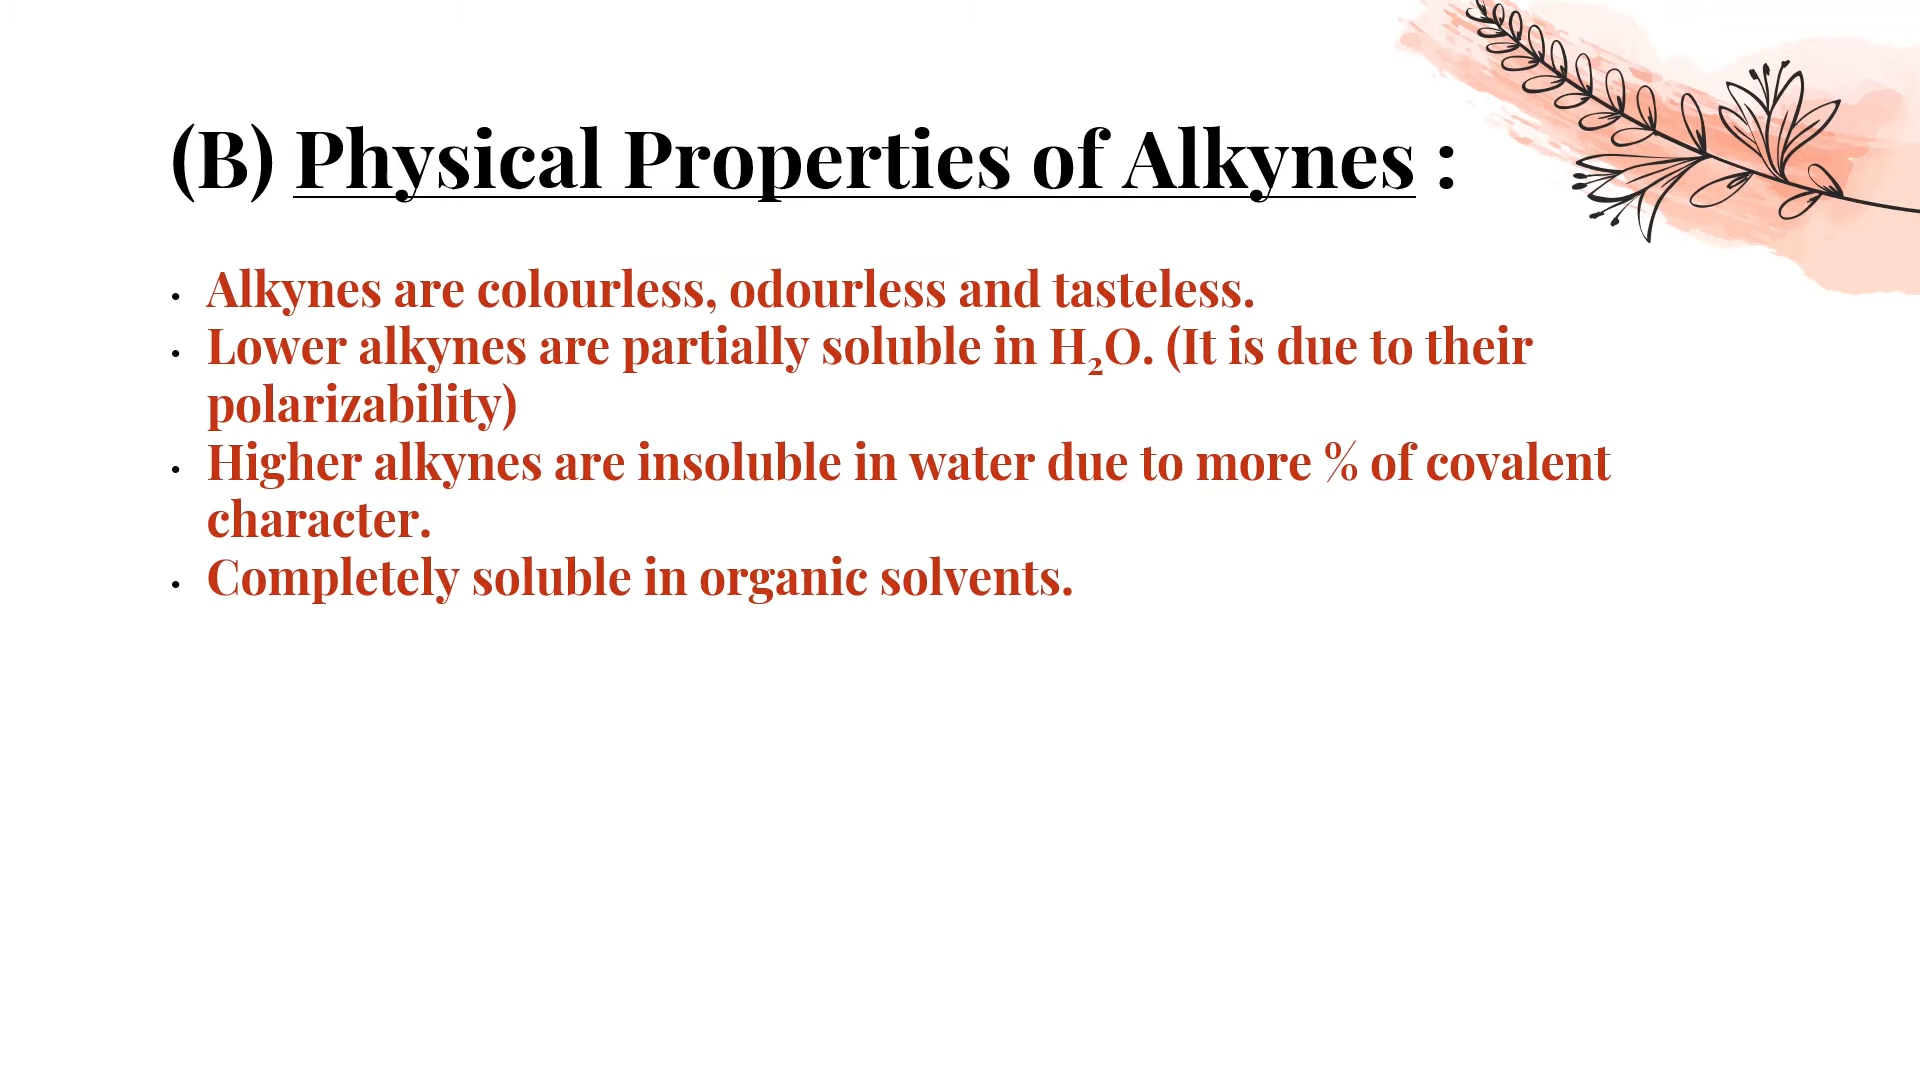 (B) Physical Properties of Alkynes :
• Alkynes are colourless, odourless and tasteless.
• Lower alkynes are partially soluble in H₂O. (It is due to their
polarizability)
• Higher alkynes are insoluble in water due to more % of covalent
character.
• Completely soluble in organic solvents.